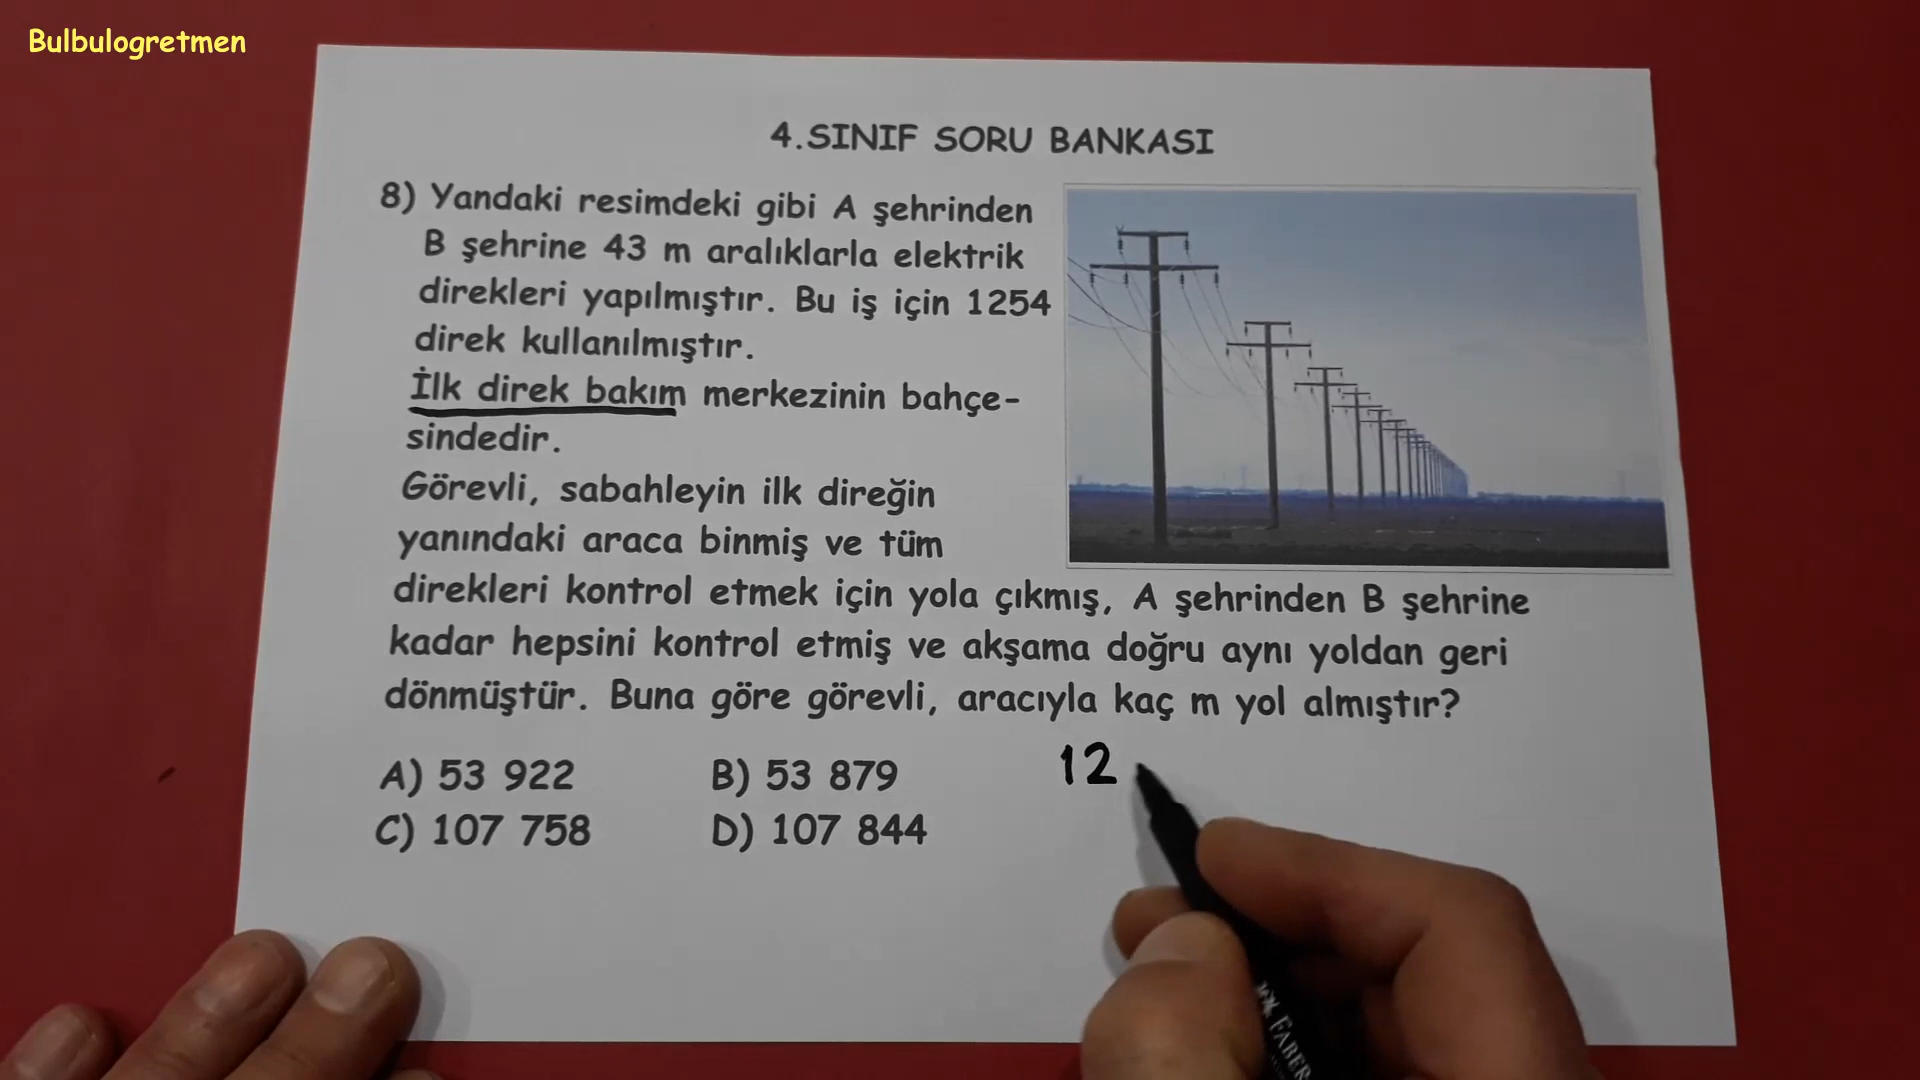 Bulbulogretmen
4.SINIF SORU BANKASI
8) Yandaki resimdeki gibi A şehrinden
B şehrine 43 m aralıklarla elektrik
direkleri yapılmıştır. Bu iş için 1254
direk kullanılmıştır.
İlk direk bakım merkezinin bahçe-
sindedir.
Görevli, sabahleyin ilk direğin
yanındaki araca binmiş ve tüm
direkleri kontrol etmek için yola çıkmış, A şehrinden B şehrine
kadar hepsini kontrol etmiş ve akşama doğru aynı yoldan geri
dönmüştür. Buna göre görevli, aracıyla kaç m yol almıştır?
12
A) 53 922 B) 53 879
C) 107 758 D) 107 844
FABER